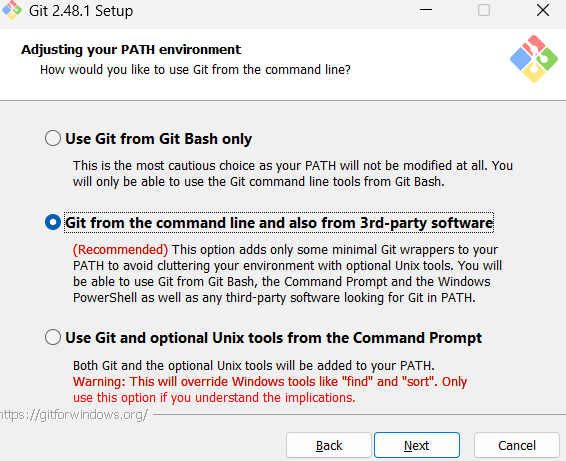 Git 2.48.1 Setup
Adjusting your PATH environment
How would you like to use Git from the command line?
Use Git from Git Bash only
This is the most cautious choice as your PATH will not be modified at all. You
will only be able to use the Git command line tools from Git Bash.
Git from the command line and also from 3rd-party software
(Recommended) This option adds only some minimal Git wrappers to your
PATH to avoid cluttering your environment with optional Unix tools. You will
be able to use Git from Git Bash, the Command Prompt and the Windows
PowerShell as well as any third-party software looking for Git in PATH.
Use Git and optional Unix tools from the Command Prompt
Both Git and the optional Unix tools will be added to your PATH.
Warning: This will override Windows tools like "find" and "sort". Only
use this option if you understand the implications.
https://gitforwindows.org/
Back
Next
Cancel